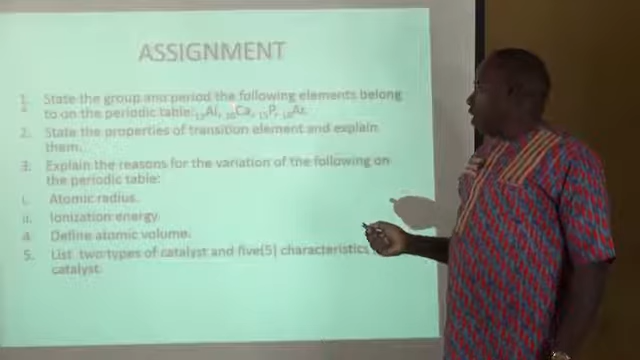 ASSIGNMENT
1. State the group and period the following elements belong
to on the periodic table: ₁₃Al, ₂₀Ca, ₁₅P, ₁₈Ar.
2. State the properties of transition element and explain
them.
3. Explain the reasons for the variation of the following on
the periodic table:
i. Atomic radius.
ii. Ionization energy.
4. Define atomic volume.
5. List two types of catalyst and five(5) characteristics
catalyst.